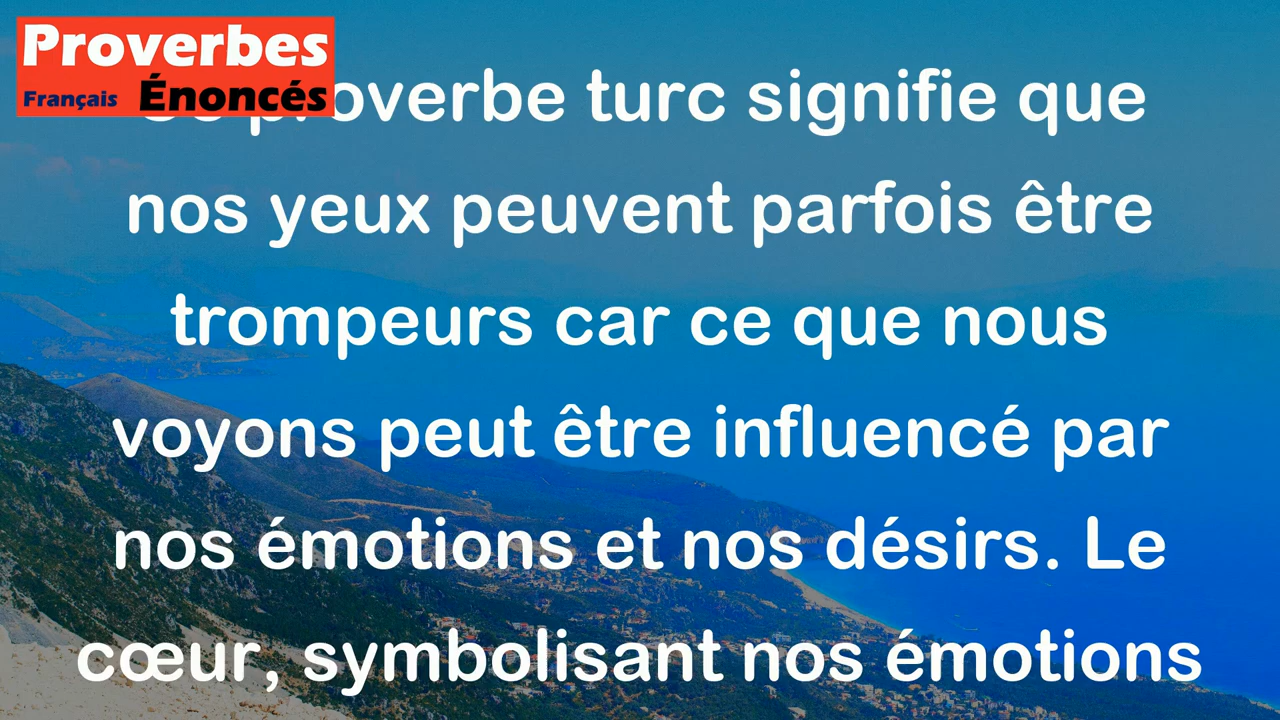 Proverbes
Français Énoncés
proverbe turc signifie que
nos yeux peuvent parfois être
trompeurs car ce que nous
voyons peut être influencé par
nos émotions et nos désirs. Le
cœur, symbolisant nos émotions